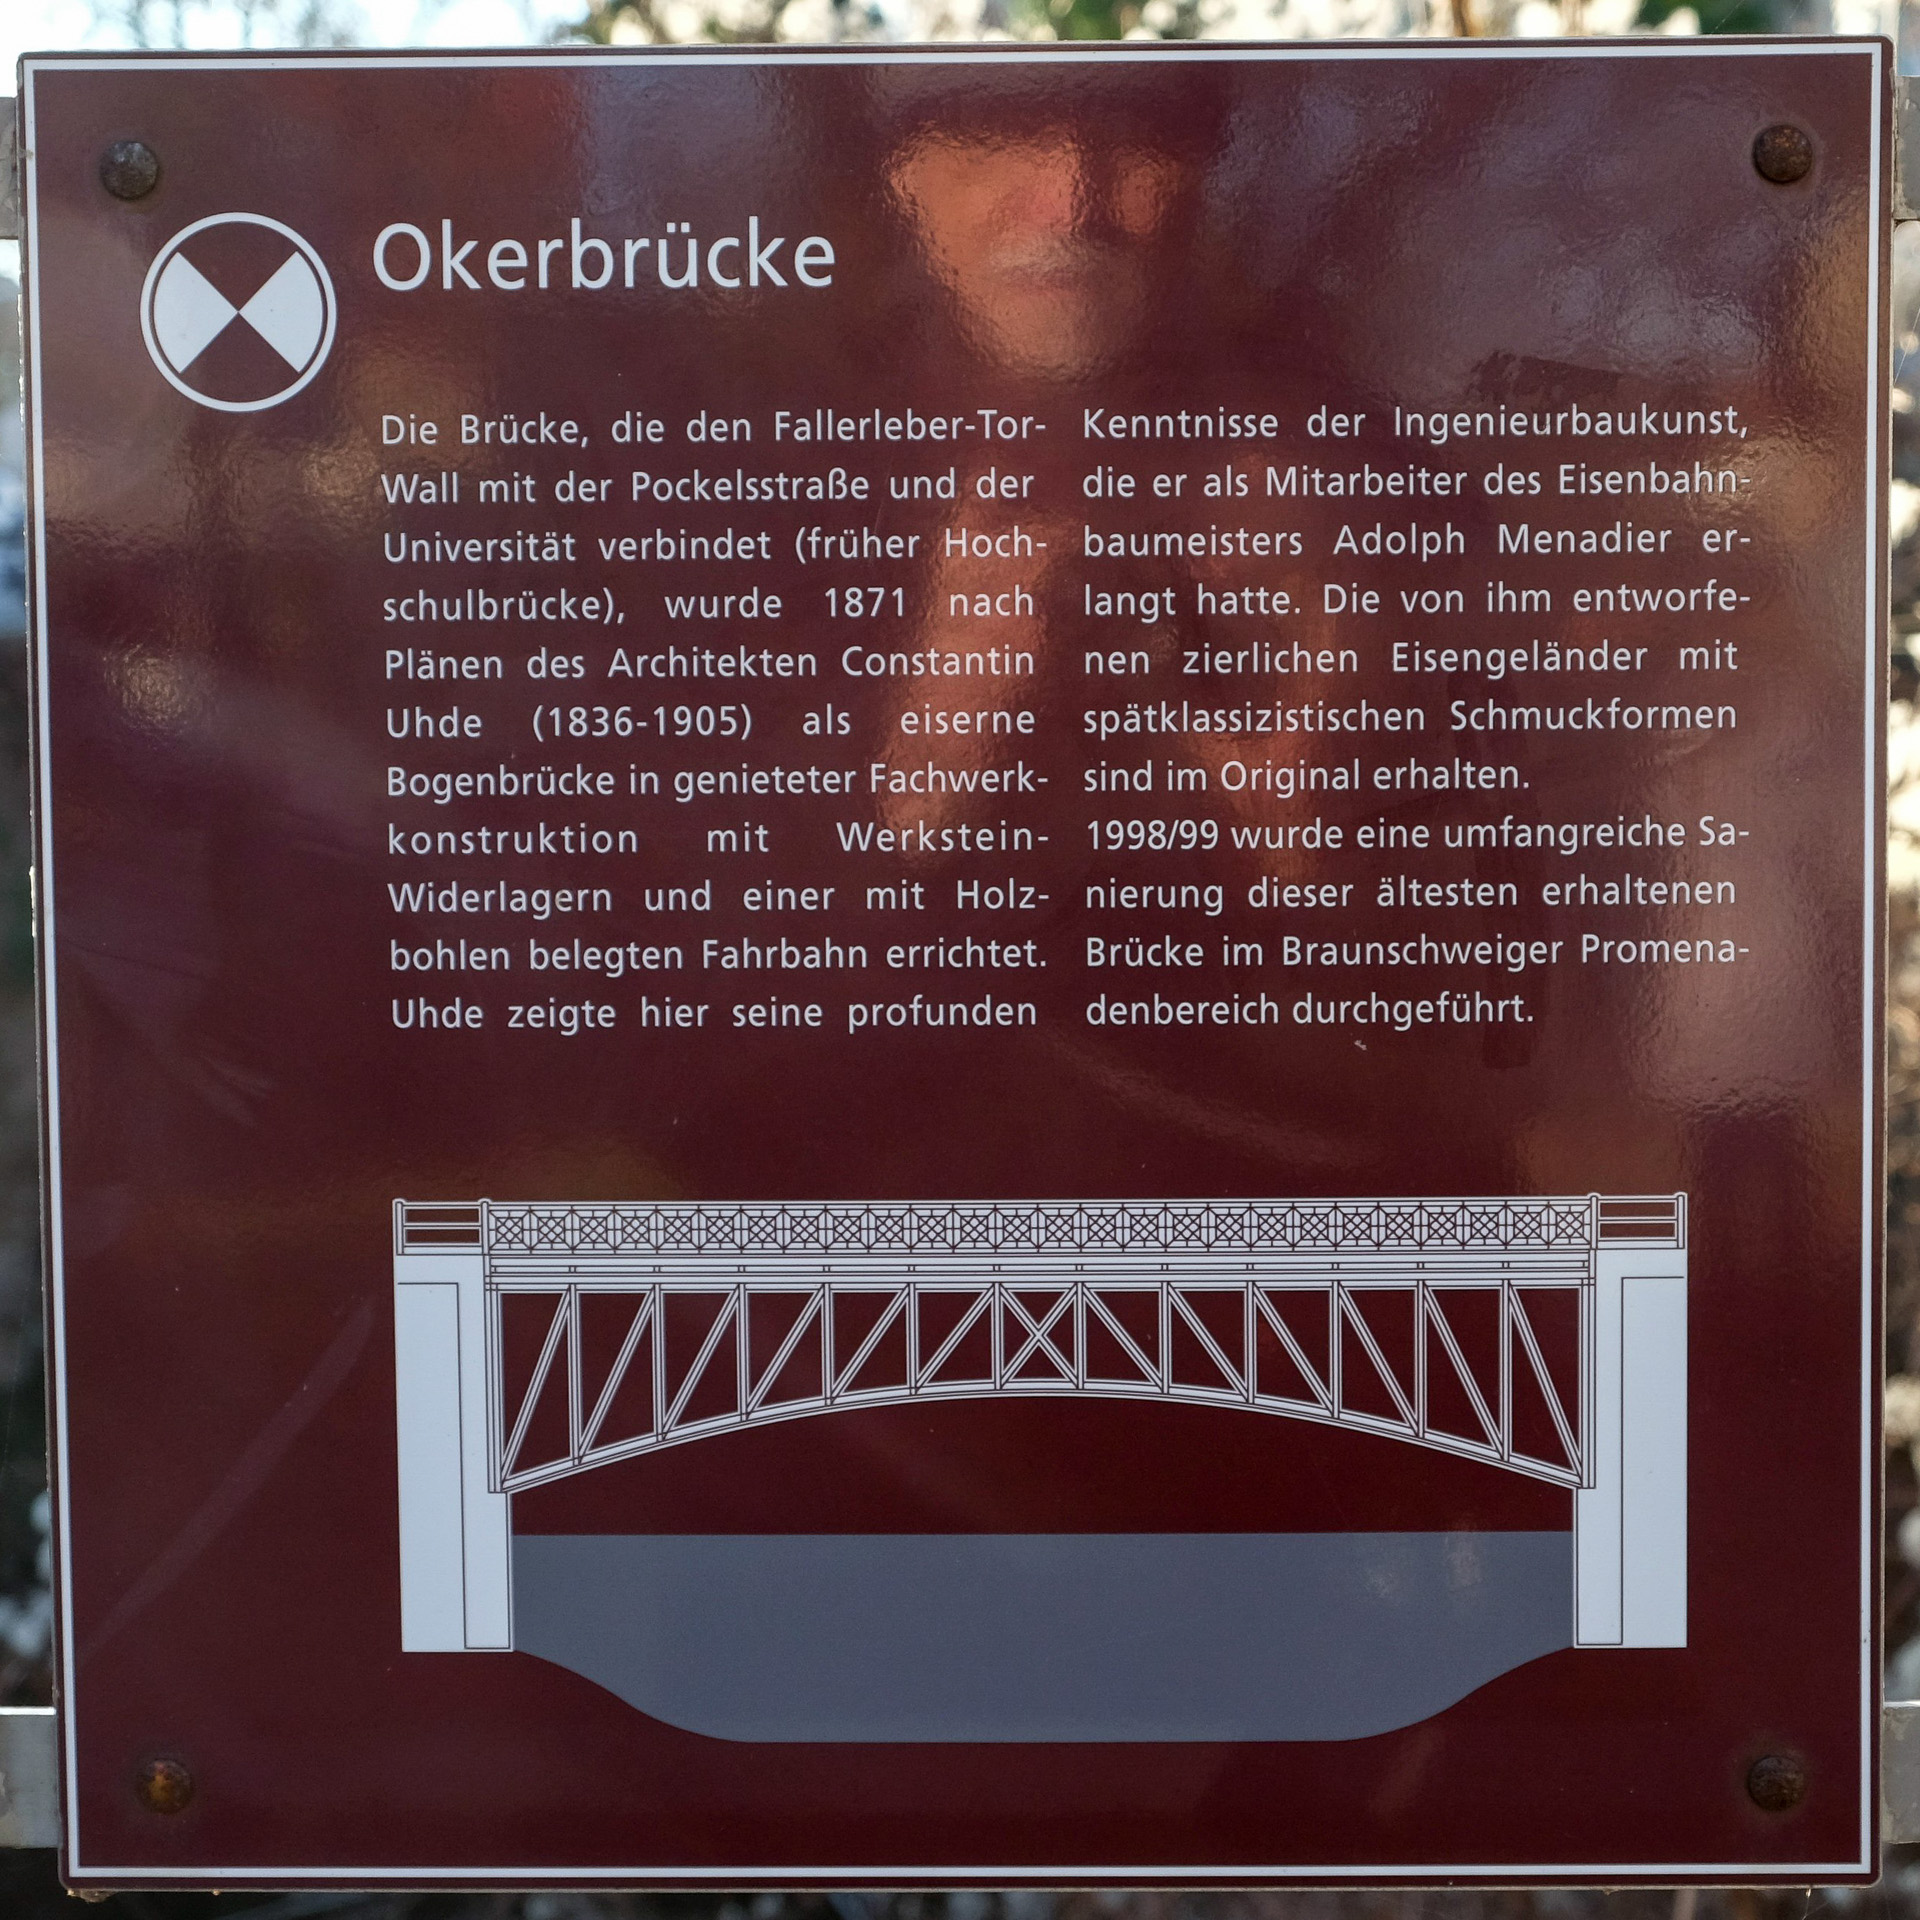 Okerbrücke
Die Brücke, die den Fallerleber-Tor-
Wall mit der Pockelsstraße und der
Universität verbindet (früher Hoch-
schulbrücke), wurde 1871 nach
Plänen des Architekten Constantin
Uhde (1836-1905) als eiserne
Bogenbrücke in genieteter Fachwerk-
konstruktion mit Werkstein-
Widerlagern und einer mit Holz-
bohlen belegten Fahrbahn errichtet.
Uhde zeigte hier seine profunden
Kenntnisse der Ingenieurbaukunst,
die er als Mitarbeiter des Eisenbahn-
baumeisters Adolph Menadier er-
langt hatte. Die von ihm entworfe-
nen zierlichen Eisengeländer mit
spätklassizistischen Schmuckformen
sind im Original erhalten.
1998/99 wurde eine umfangreiche Sa-
nierung dieser ältesten erhaltenen
Brücke im Braunschweiger Promena-
denbereich durchgeführt.